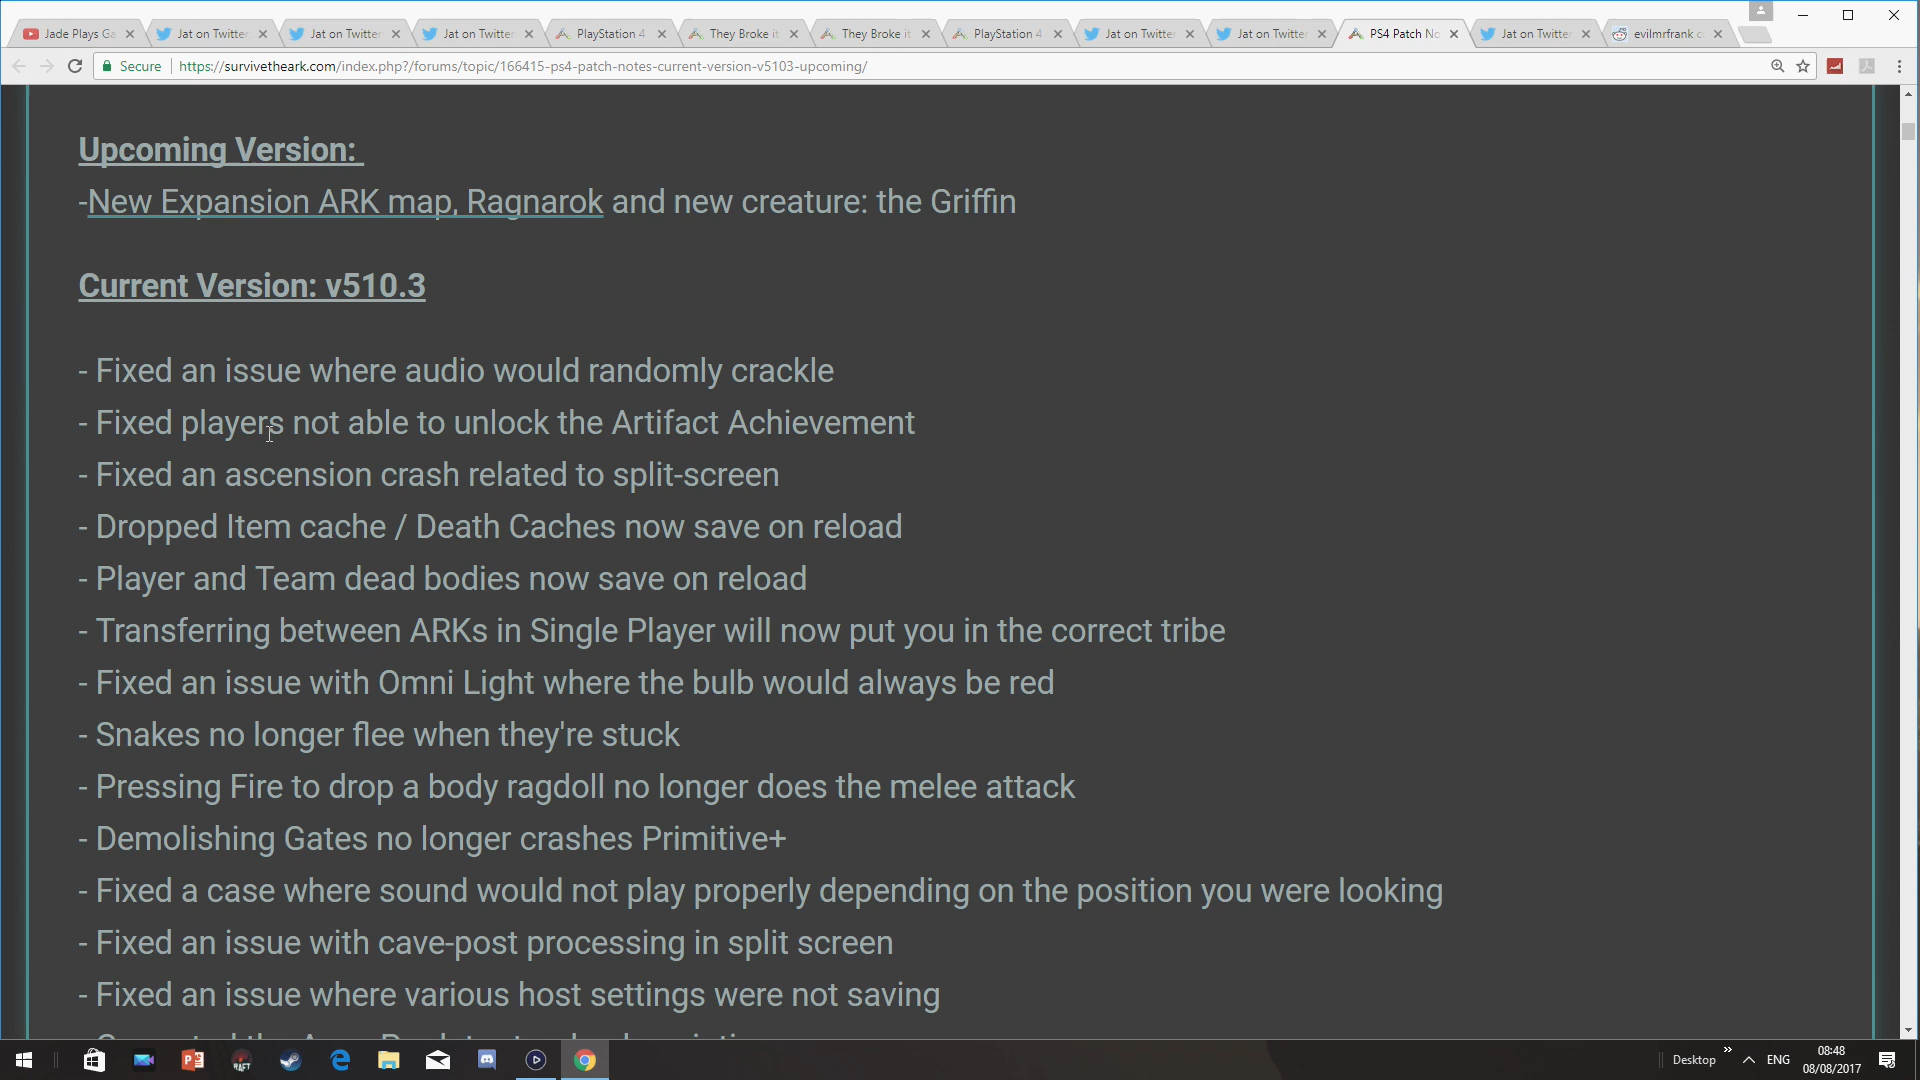 Jade Plays Ga
Jat on Twitter
Jat on Twitter
Jat on Twitter
PlayStation 4
They Broke it
They Broke it
PlayStation 4
Jat on Twitter
Jat on Twitter
PS4 Patch No
Jat on Twitter
evilmrfrank c
Secure
https://survivetheark.com/index.php?/forums/topic/166415-ps4-patch-notes-current-version-v5103-upcoming/
Upcoming Version:
-New Expansion ARK map, Ragnarok and new creature: the Griffin
Current Version: v510.3
- Fixed an issue where audio would randomly crackle
- Fixed players not able to unlock the Artifact Achievement
- Fixed an ascension crash related to split-screen
- Dropped Item cache / Death Caches now save on reload
- Player and Team dead bodies now save on reload
- Transferring between ARKs in Single Player will now put you in the correct tribe
- Fixed an issue with Omni Light where the bulb would always be red
- Snakes no longer flee when they're stuck
- Pressing Fire to drop a body ragdoll no longer does the melee attack
- Demolishing Gates no longer crashes Primitive+
- Fixed a case where sound would not play properly depending on the position you were looking
- Fixed an issue with cave-post processing in split screen
- Fixed an issue where various host settings were not saving
RAFT
Desktop
ENG
08:48
08/08/2017